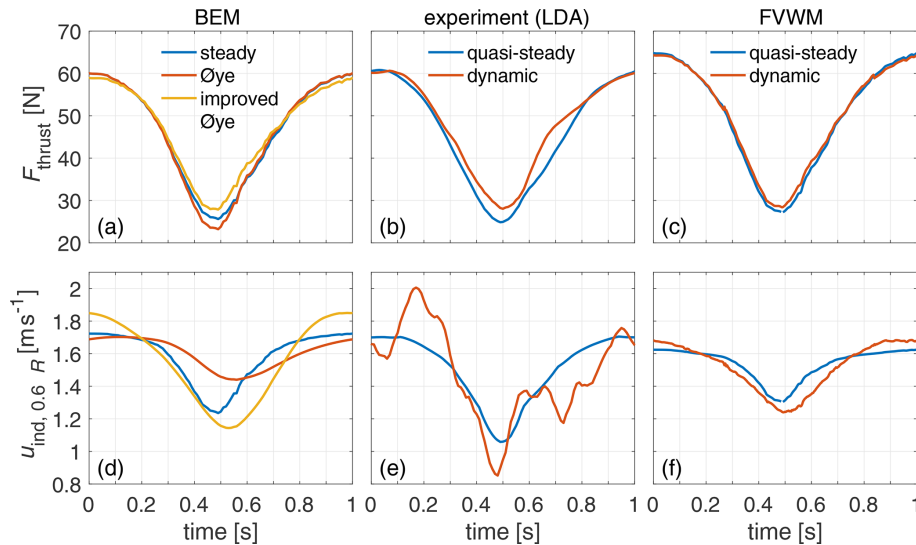 BEM
experiment (LDA)
FVWM
70
60
50
40
30
20
F_thrust [N]
steady
Øye
improved
Øye
(a)
quasi-steady
dynamic
(b)
quasi-steady
dynamic
(c)
2
1.8
1.6
1.4
1.2
1
0.8
u_ind, 0.6 R [m s^-1]
(d)
(e)
(f)
0 0.2 0.4 0.6 0.8 1
0.2 0.4 0.6 0.8 1
0.2 0.4 0.6 0.8 1
time [s]
time [s]
time [s]